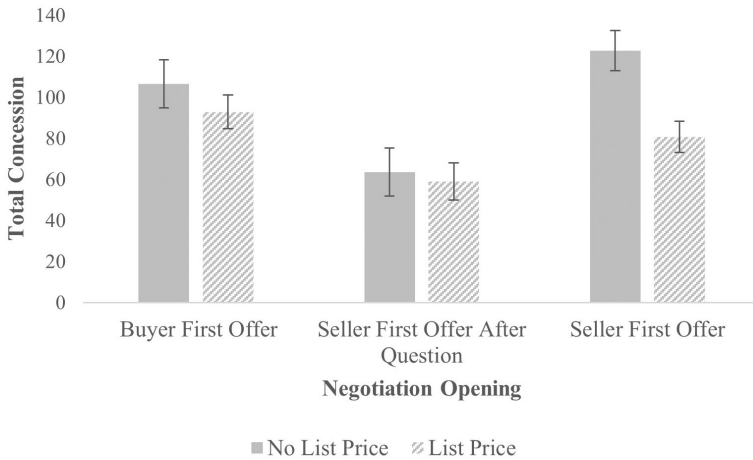 140
120
100
80
60
40
20
0
Total Concession
Buyer First Offer
Seller First Offer After
Question
Seller First Offer
Negotiation Opening
No List Price
List Price